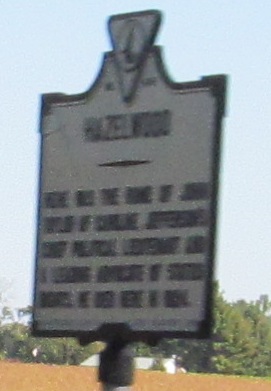 HAZELWOOD
HERE WAS THE HOME OF JOHN
TAYLOR OF CAROLINE, JEFFERSON'S
CHIEF POLITICAL LIEUTENANT AND
A LEADING ADVOCATE OF STATES
RIGHTS. HE DIED HERE IN 1824.